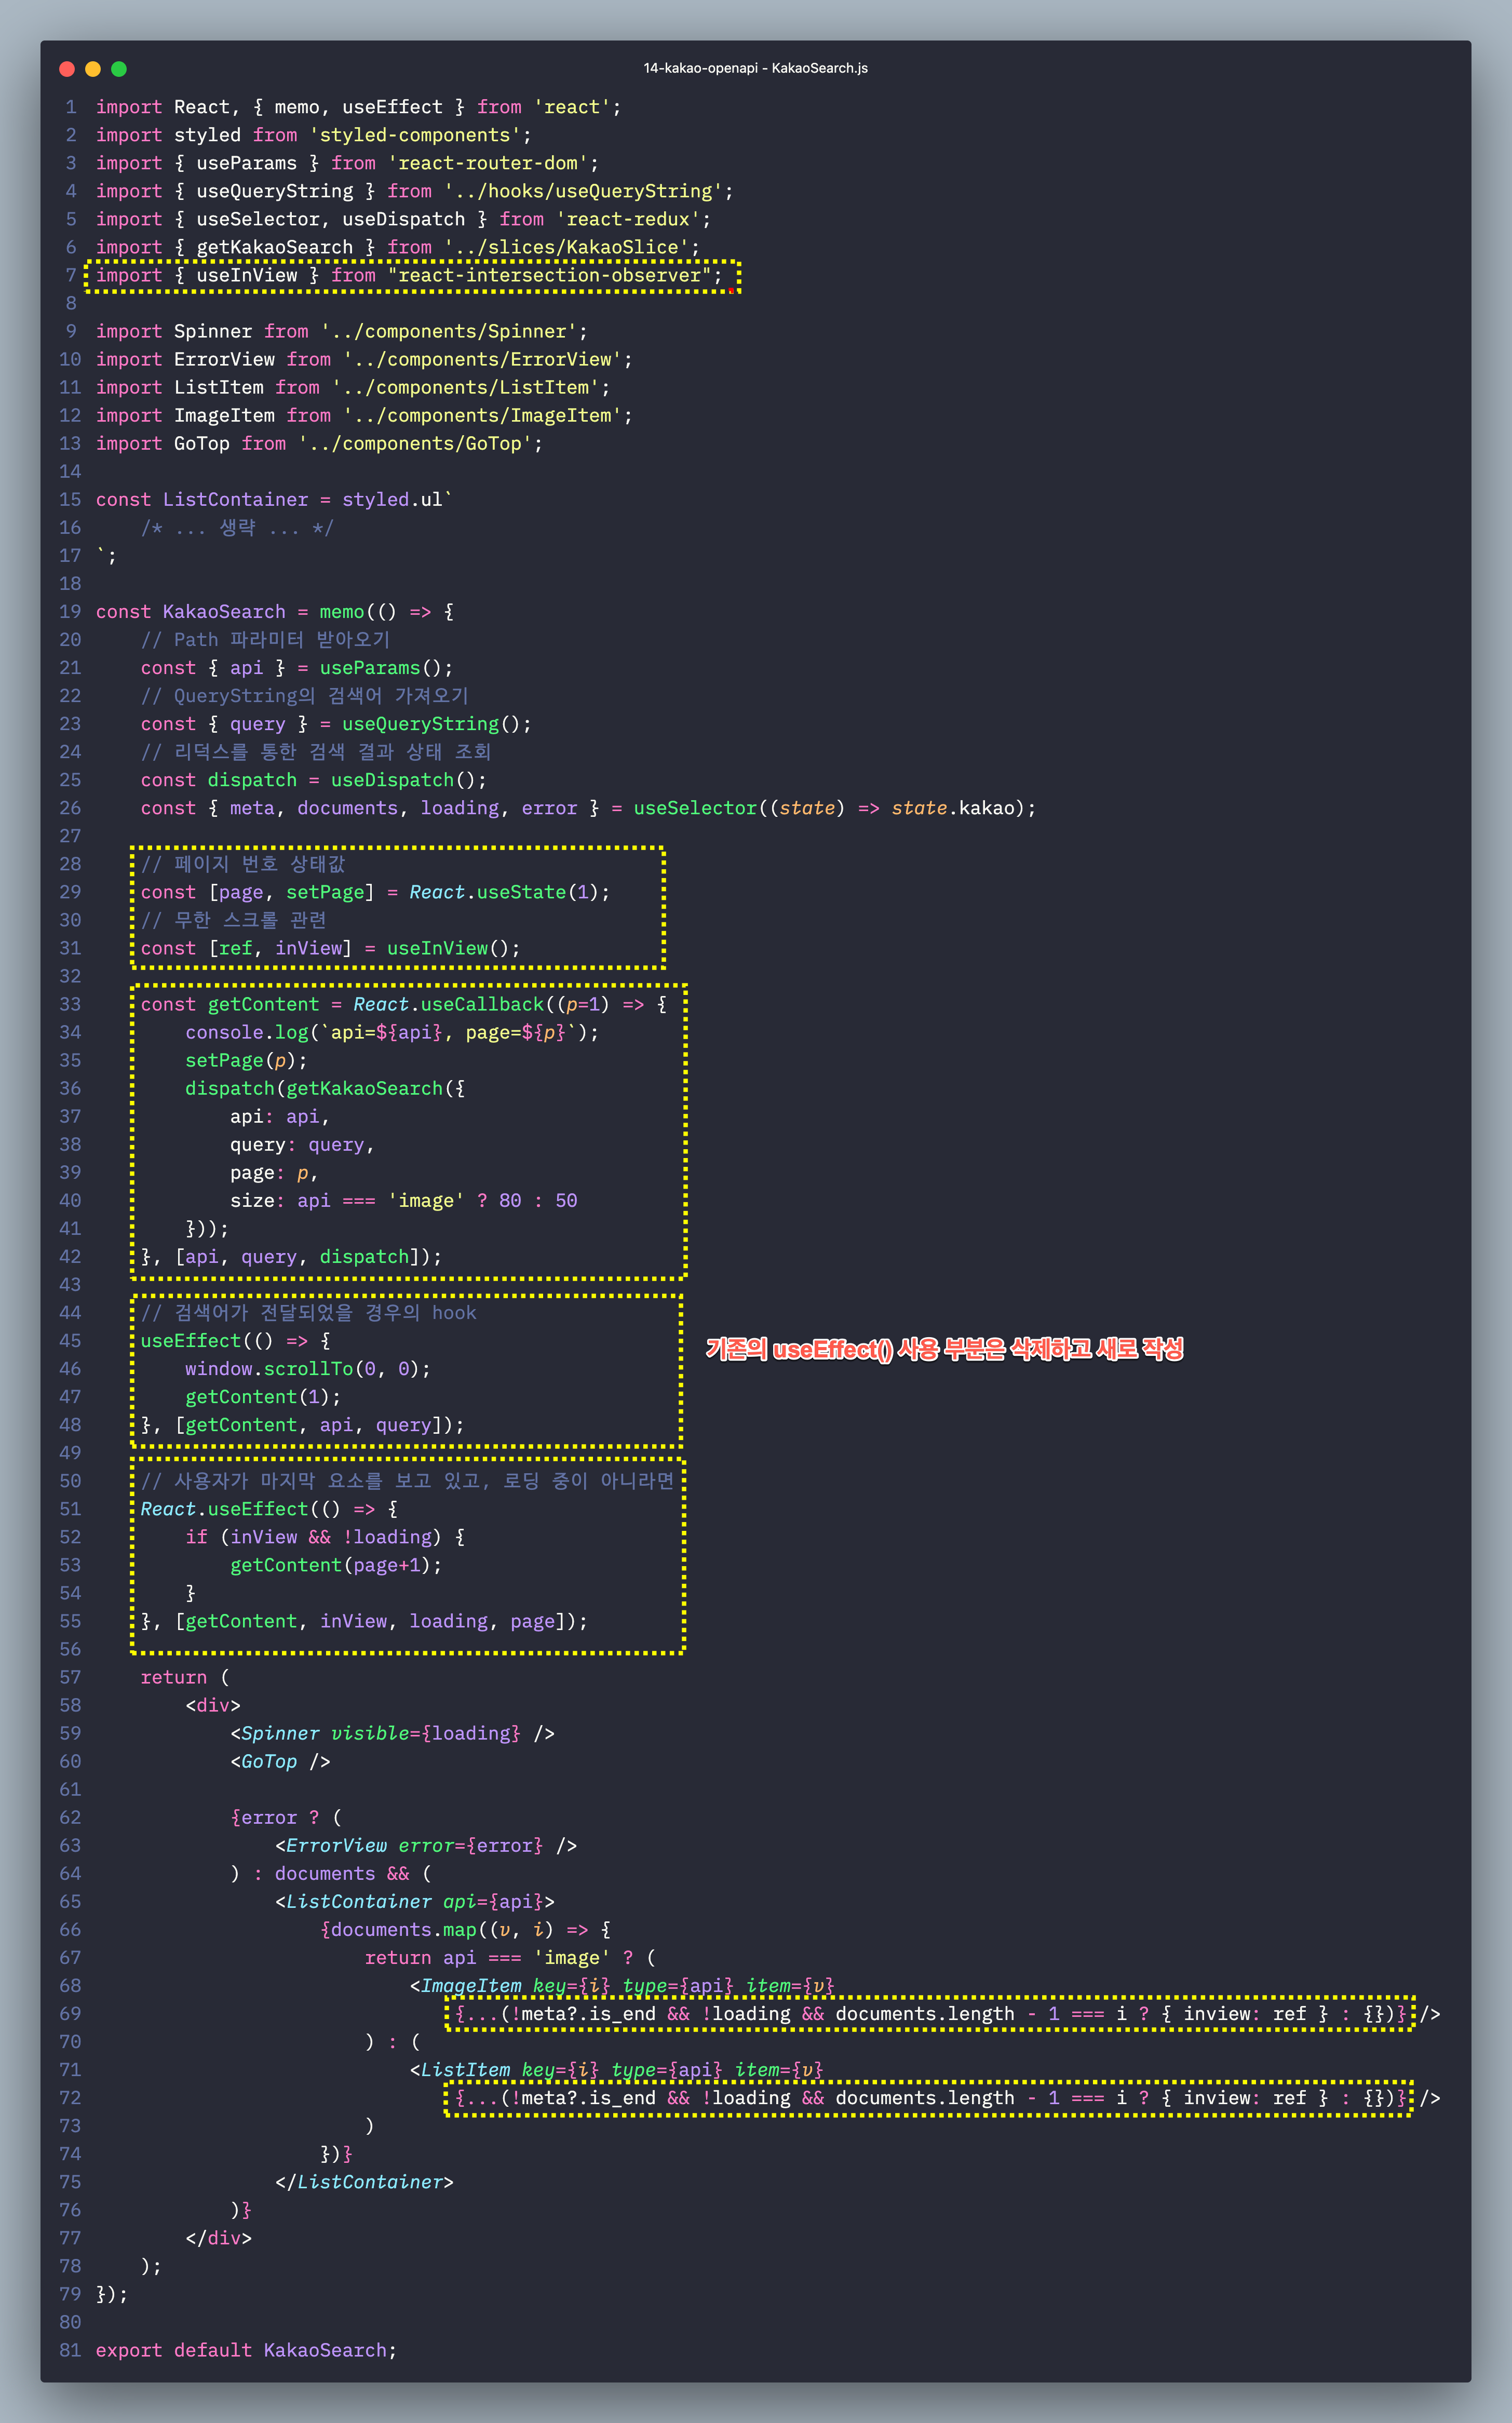 14-kakao-openapi - KakaoSearch.js
1 import React, { memo, useEffect } from 'react';
2 import styled from 'styled-components';
3 import { useParams } from 'react-router-dom';
4 import { useQueryString } from '../hooks/useQueryString';
5 import { useSelector, useDispatch } from 'react-redux';
6 import { getKakaoSearch } from '../slices/KakaoSlice';
7 import { useInView } from "react-intersection-observer";
8
9 import Spinner from '../components/Spinner';
10 import ErrorView from '../components/ErrorView';
11 import ListItem from '../components/ListItem';
12 import ImageItem from '../components/ImageItem';
13 import GoTop from '../components/GoTop';
14
15 const ListContainer = styled.ul`
16     /* ... 생략 ... */
17 `;
18
19 const KakaoSearch = memo(() => {
20     // Path 파라미터 받아오기
21     const { api } = useParams();
22     // QueryString의 검색어 가져오기
23     const { query } = useQueryString();
24     // 리덕스를 통한 검색 결과 상태 조회
25     const dispatch = useDispatch();
26     const { meta, documents, loading, error } = useSelector((state) => state.kakao);
27
28     // 페이지 번호 상태값
29     const [page, setPage] = React.useState(1);
30     // 무한 스크롤 관련
31     const [ref, inView] = useInView();
32
33     const getContent = React.useCallback((p=1) => {
34         console.log(`api=${api}, page=${p}`);
35         setPage(p);
36         dispatch(getKakaoSearch({
37             api: api,
38             query: query,
39             page: p,
40             size: api === 'image' ? 80 : 50
41         }));
42     }, [api, query, dispatch]);
43
44     // 검색어가 전달되었을 경우의 hook
45     useEffect(() => {
기존의 useEffect() 사용 부분은 삭제하고 새로 작성
46         window.scrollTo(0, 0);
47         getContent(1);
48     }, [getContent, api, query]);
49
50     // 사용자가 마지막 요소를 보고 있고, 로딩 중이 아니라면
51     React.useEffect(() => {
52         if (inView && !loading) {
53             getContent(page+1);
54         }
55     }, [getContent, inView, loading, page]);
56
57     return (
58         <div>
59             <Spinner visible={loading} />
60             <GoTop />
61
62             {error ? (
63                 <ErrorView error={error} />
64             ) : documents && (
65                 <ListContainer api={api}>
66                     {documents.map((v, i) => {
67                         return api === 'image' ? (
68                             <ImageItem key={i} type={api} item={v}
69                                 {...(!meta?.is_end && !loading && documents.length - 1 === i ? { inview: ref } : {})} />
70                         ) : (
71                             <ListItem key={i} type={api} item={v}
72                                 {...(!meta?.is_end && !loading && documents.length - 1 === i ? { inview: ref } : {})} />
73                         )
74                     })}
75                 </ListContainer>
76             )}
77         </div>
78     );
79 });
80
81 export default KakaoSearch;